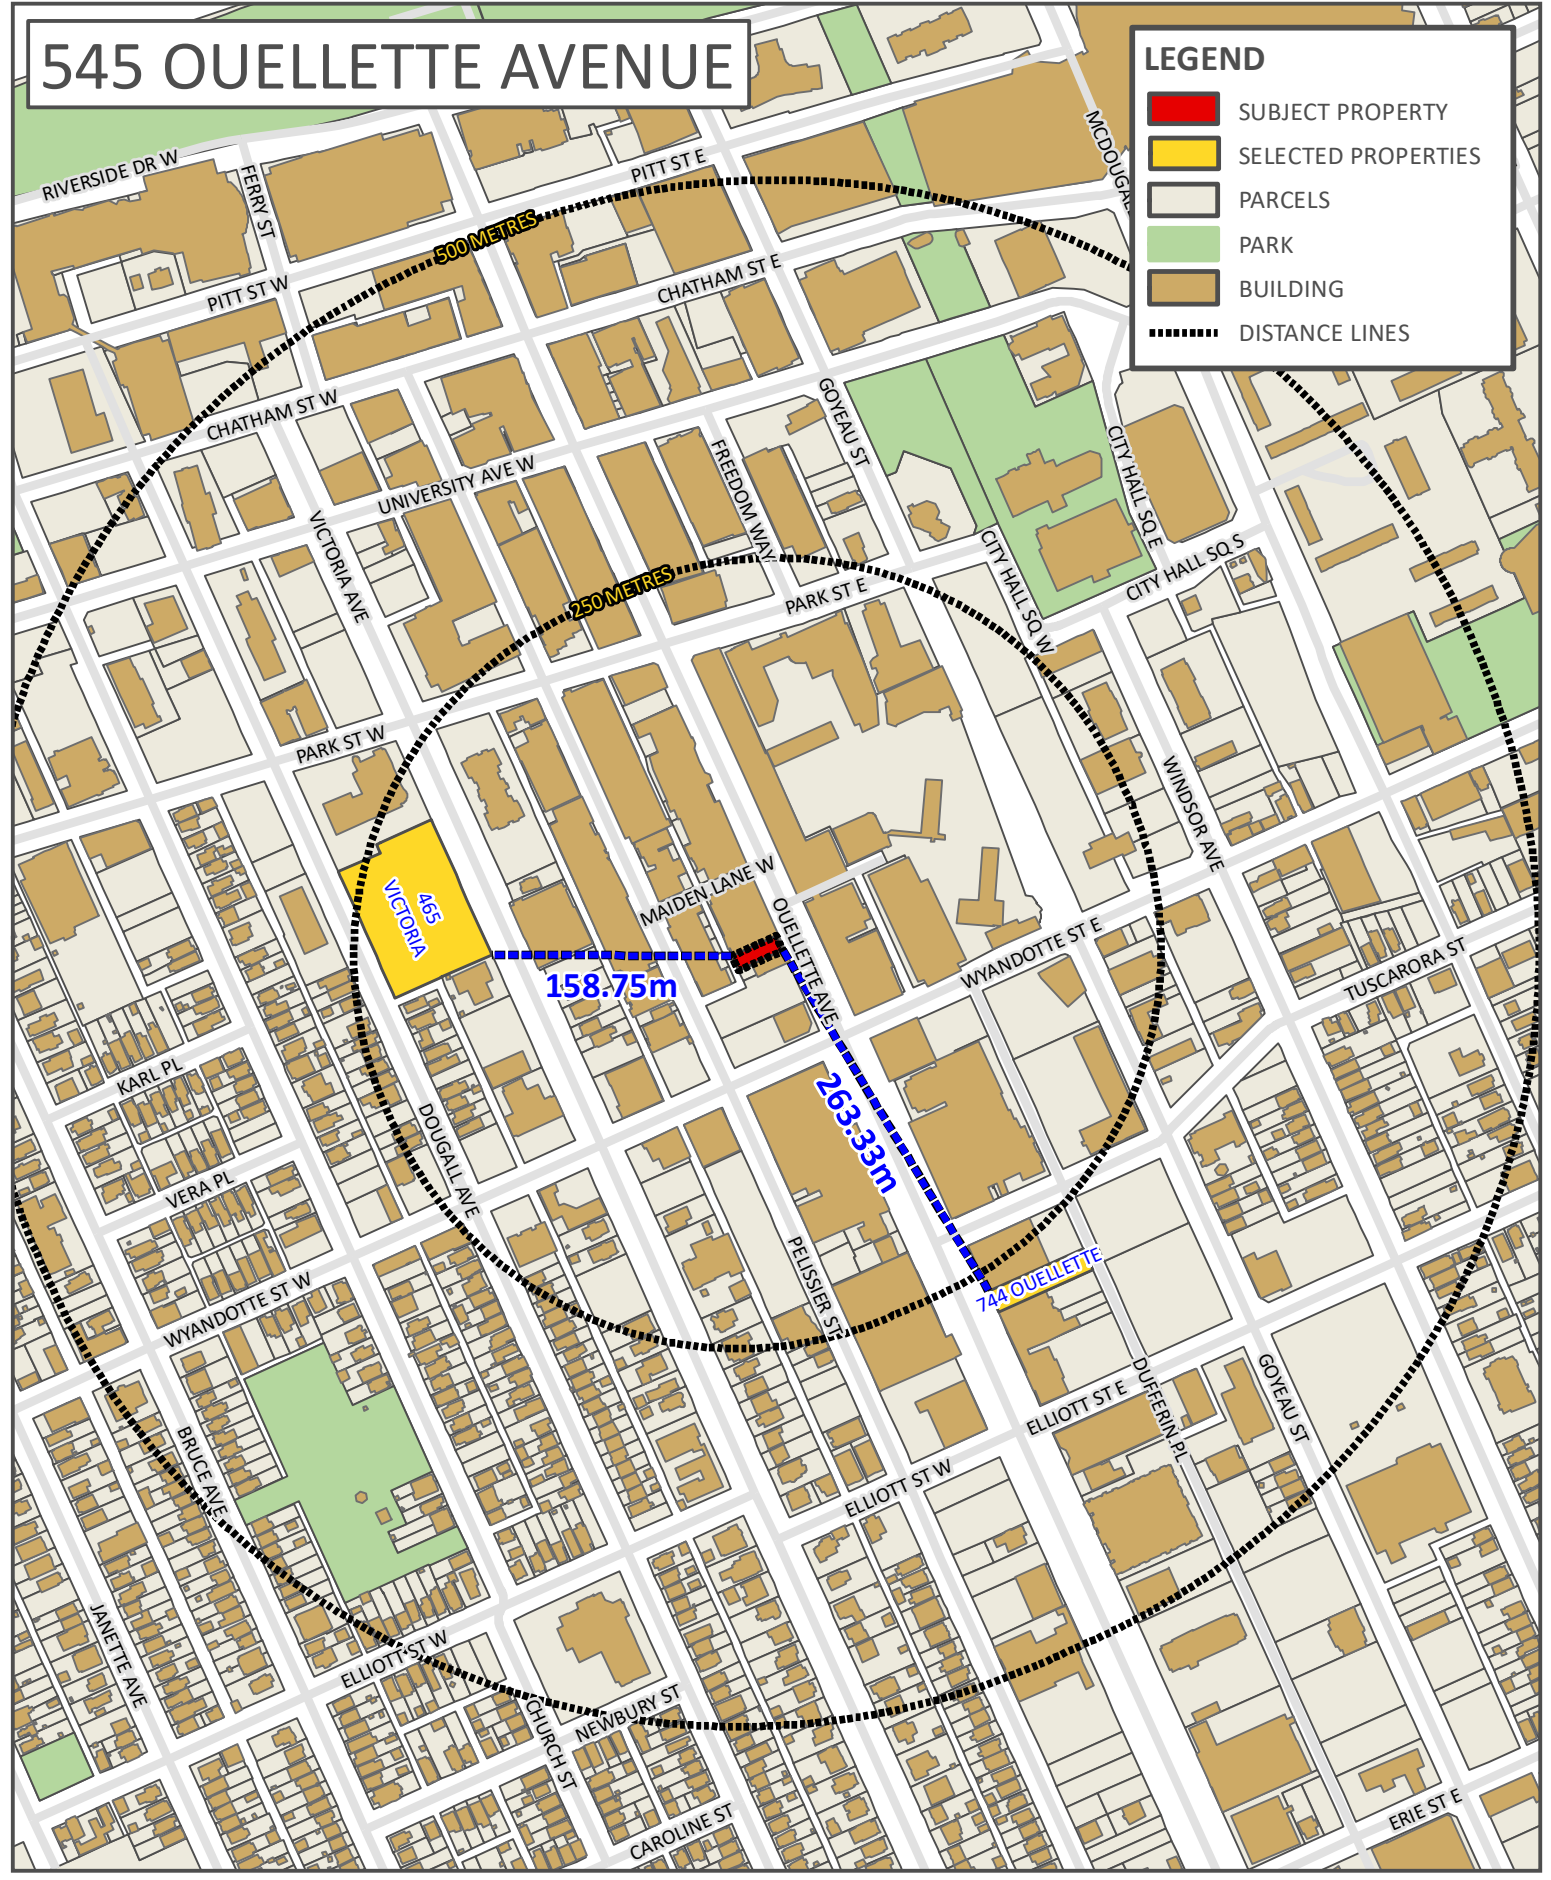 545 OUELLETTE AVENUE
LEGEND
SUBJECT PROPERTY
SELECTED PROPERTIES
PARCELS
PARK
BUILDING
DISTANCE LINES
RIVERSIDE DR W
FERRY ST
PITT ST E
500 METRES
PITT ST W
CHATHAM ST E
CHATHAM ST W
GOYEAU ST
FREEDOM WAY
UNIVERSITY AVE W
VICTORIA AVE
CITY HALL SQ E
CITY HALL SQ S
CITY HALL SQ W
250 METRES
PARK ST E
PARK ST W
WINDSOR AVE
MAIDEN LANE W
465
VICTORIA
OUELLETTE AVE
158.75m
WYANDOTTE ST E
TUSCARORA ST
KARL PL
263.33m
DOUGALL AVE
VERA PL
PELISSIER ST
744 OUELLETTE
WYANDOTTE ST W
DUFFERIN PL
GOYEAU ST
ELLIOTT ST E
BRUCE AVE
ELLIOTT ST W
JANETTE AVE
ELLIOTT ST W
CHURCH ST
NEWBURY ST
CAROLINE ST
ERIE ST E